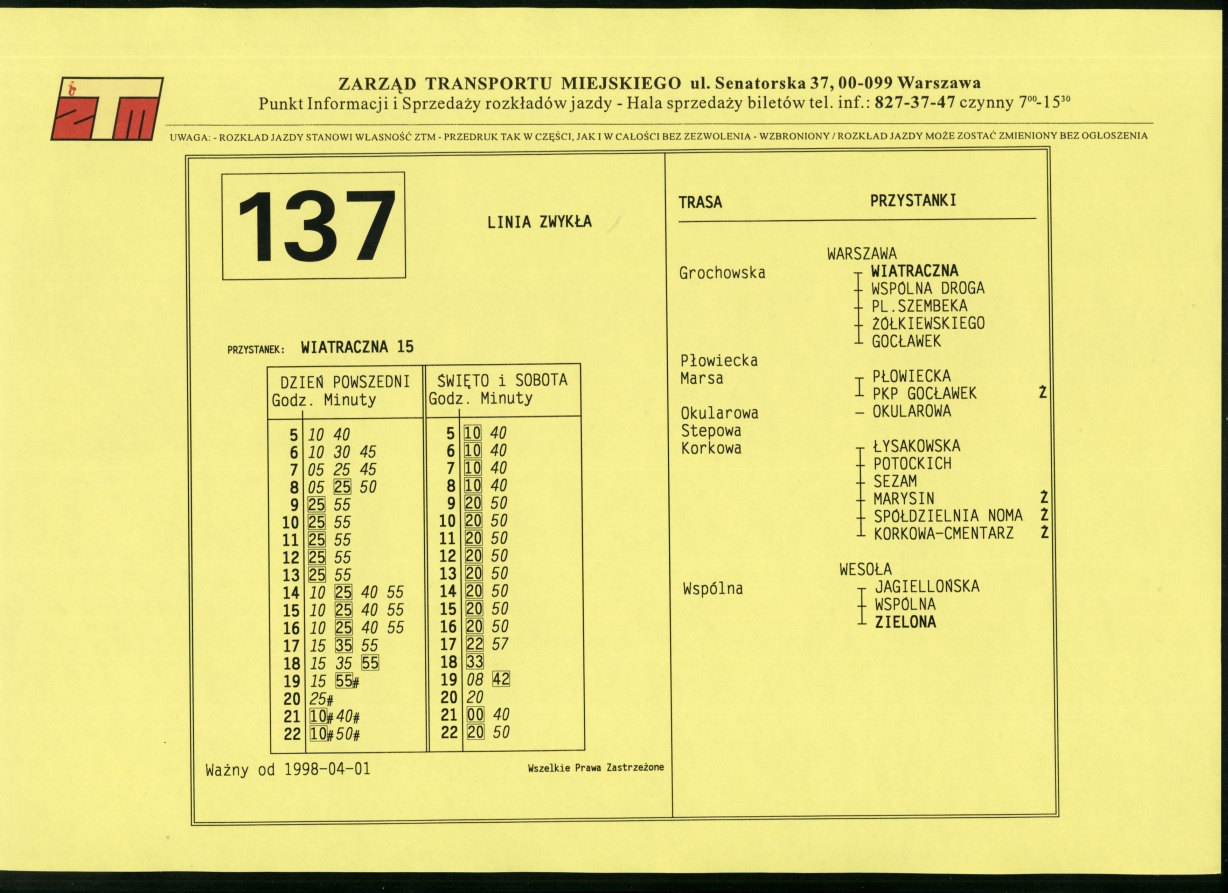 ZTM
ZARZĄD TRANSPORTU MIEJSKIEGO ul. Senatorska 37, 00-099 Warszawa
Punkt Informacji i Sprzedaży rozkładów jazdy - Hala sprzedaży biletów tel. inf.: 827-37-47 czynny 7⁰⁰-15³⁰
UWAGA: - ROZKŁAD JAZDY STANOWI WŁASNOŚĆ ZTM - PRZEDRUK TAK W CZĘŚCI, JAK I W CAŁOŚCI BEZ ZEZWOLENIA - WZBRONIONY / ROZKŁAD JAZDY MOŻE ZOSTAĆ ZMIENIONY BEZ OGŁOSZENIA
137
LINIA ZWYKŁA
PRZYSTANEK: WIATRACZNA 15
DZIEŃ POWSZEDNI
Godz. Minuty
5 10 40
6 10 30 45
7 05 25 45
8 05 25 50
9 25 55
10 25 55
11 25 55
12 25 55
13 25 55
14 10 25 40 55
15 10 25 40 55
16 10 25 40 55
17 15 35 55
18 15 35 55
19 15 55#
20 25#
21 10# 40#
22 10# 50#
ŚWIĘTO i SOBOTA
Godz. Minuty
5 10 40
6 10 40
7 10 40
8 10 40
9 20 50
10 20 50
11 20 50
12 20 50
13 20 50
14 20 50
15 20 50
16 20 50
17 22 57
18 33
19 08 42
20 20
21 00 40
22 20 50
Ważny od 1998-04-01
Wszelkie Prawa Zastrzeżone
TRASA PRZYSTANKI
WARSZAWA
Grochowska WIATRACZNA
WSPÓLNA DROGA
PL.SZEMBEKA
ŻÓŁKIEWSKIEGO
GOCŁAWEK
Płowiecka
Marsa PŁOWIECKA
PKP GOCŁAWEK Ż
Okularowa OKULAROWA
Stepowa
Korkowa ŁYSAKOWSKA
POTOCKICH
SEZAM
MARYSIN Ż
SPÓŁDZIELNIA NOMA Ż
KORKOWA-CMENTARZ Ż
WESOŁA
Wspólna JAGIELLOŃSKA
WSPÓLNA
ZIELONA